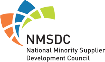 NMSDC
National Minority Supplier
Development Council